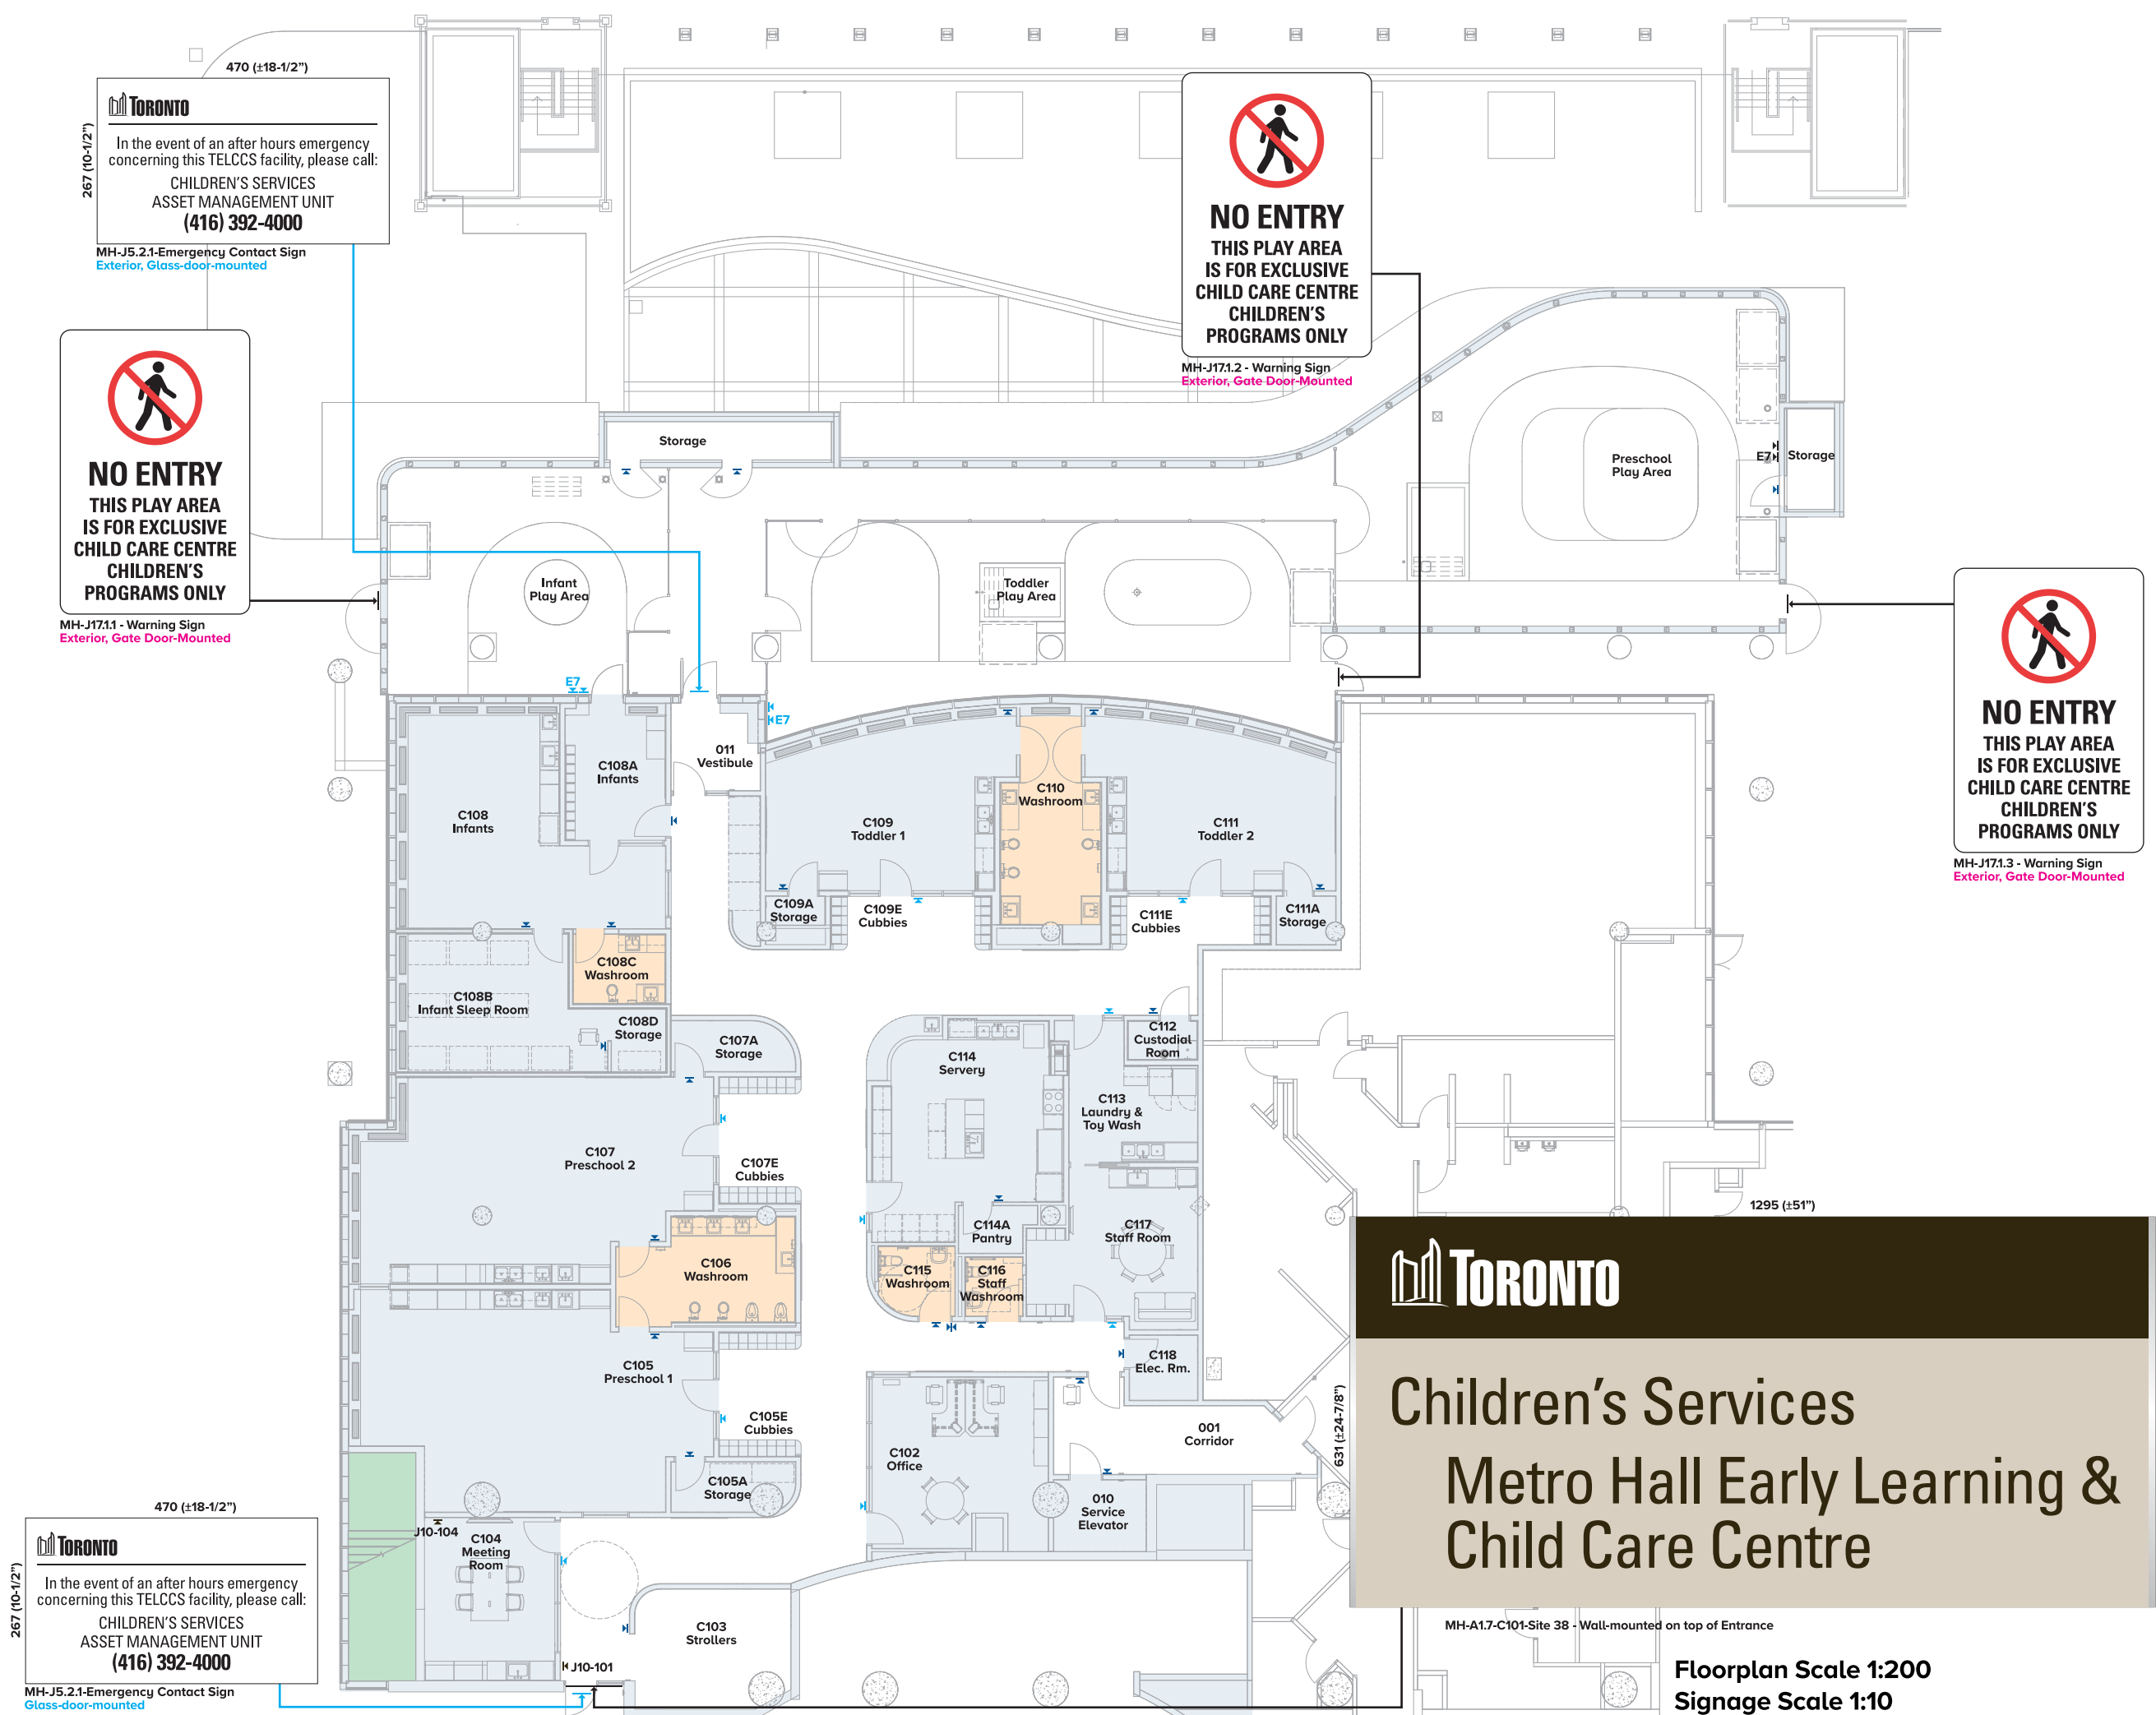 470 (±18-1/2")
267 (10-1/2")
TORONTO
In the event of an after hours emergency
concerning this TELCCS facility, please call:
CHILDREN'S SERVICES
ASSET MANAGEMENT UNIT
(416) 392-4000
MH-J5.2.1-Emergency Contact Sign
Exterior, Glass-door-mounted
NO ENTRY
THIS PLAY AREA
IS FOR EXCLUSIVE
CHILD CARE CENTRE
CHILDREN'S
PROGRAMS ONLY
MH-J17.1.2 - Warning Sign
Exterior, Gate Door-Mounted
NO ENTRY
THIS PLAY AREA
IS FOR EXCLUSIVE
CHILD CARE CENTRE
CHILDREN'S
PROGRAMS ONLY
MH-J17.1.1 - Warning Sign
Exterior, Gate Door-Mounted
NO ENTRY
THIS PLAY AREA
IS FOR EXCLUSIVE
CHILD CARE CENTRE
CHILDREN'S
PROGRAMS ONLY
MH-J17.1.3 - Warning Sign
Exterior, Gate Door-Mounted
Storage
Preschool
Play Area
E7
Storage
Infant
Play Area
Toddler
Play Area
E7
E7
011
Vestibule
C108A
Infants
C108
Infants
C109
Toddler 1
C110
Washroom
C111
Toddler 2
C109A
Storage
C109E
Cubbies
C111E
Cubbies
C111A
Storage
C108C
Washroom
C108B
Infant Sleep Room
C108D
Storage
C107A
Storage
C112
Custodial
Room
C114
Servery
C113
Laundry &
Toy Wash
C107
Preschool 2
C107E
Cubbies
C114A
Pantry
C117
Staff Room
C106
Washroom
C115
Washroom
C116
Staff
Washroom
C118
Elec. Rm.
C105
Preschool 1
C105E
Cubbies
C102
Office
001
Corridor
C105A
Storage
010
Service
Elevator
J10-104
C104
Meeting
Room
C103
Strollers
J10-101
1295 (±51")
631 (±24-7/8")
TORONTO
Children's Services
Metro Hall Early Learning &
Child Care Centre
MH-A1.7-C101-Site 38 - Wall-mounted on top of Entrance
470 (±18-1/2")
267 (10-1/2")
TORONTO
In the event of an after hours emergency
concerning this TELCCS facility, please call:
CHILDREN'S SERVICES
ASSET MANAGEMENT UNIT
(416) 392-4000
MH-J5.2.1-Emergency Contact Sign
Glass-door-mounted
Floorplan Scale 1:200
Signage Scale 1:10